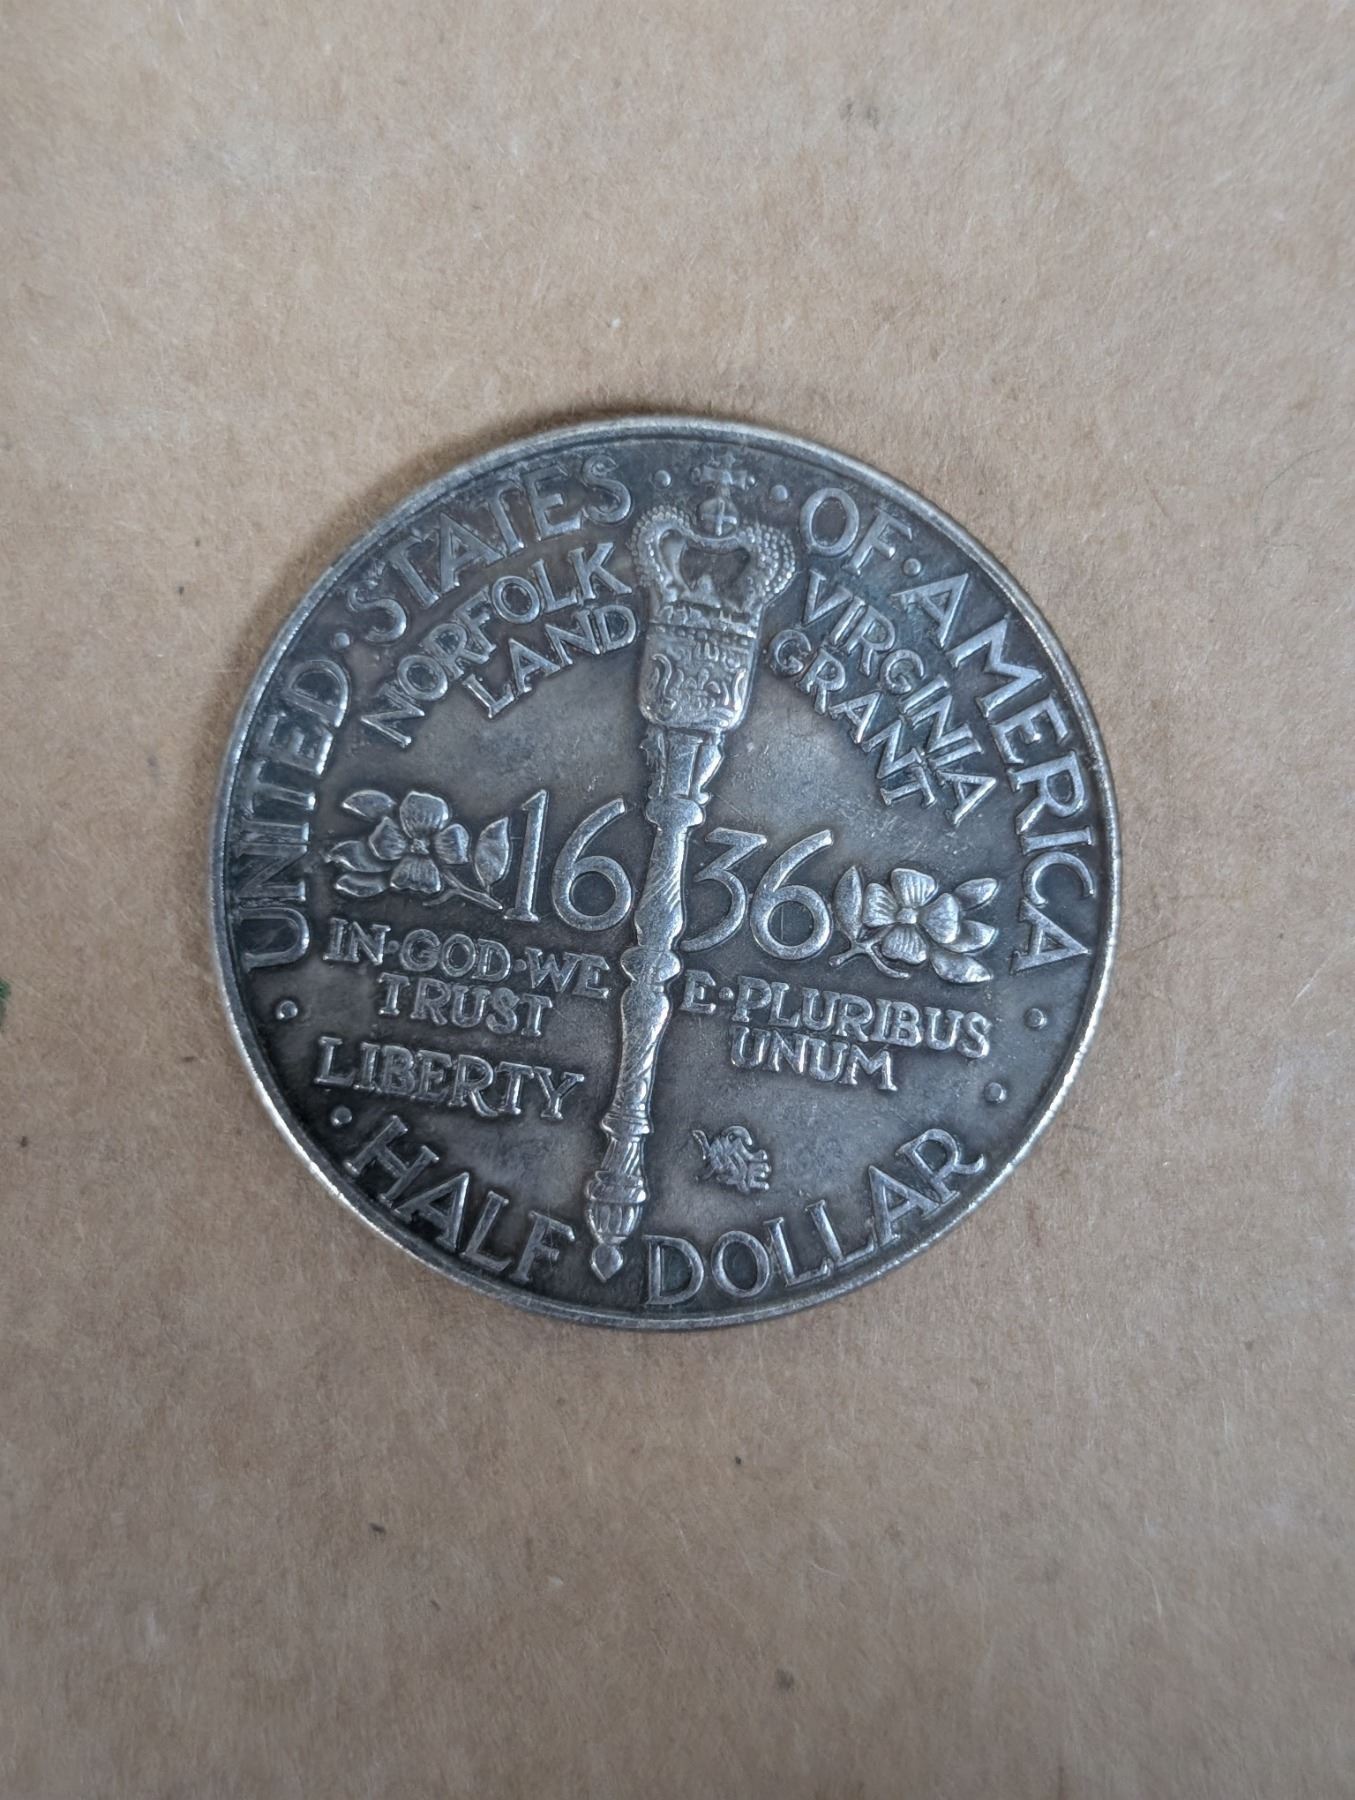 UNITED · STATES · OF · AMERICA
NORFOLK
LAND
VIRGINIA
GRANT
1636
IN · GOD · WE
TRUST
E · PLURIBUS
UNUM
LIBERTY
HALF DOLLAR